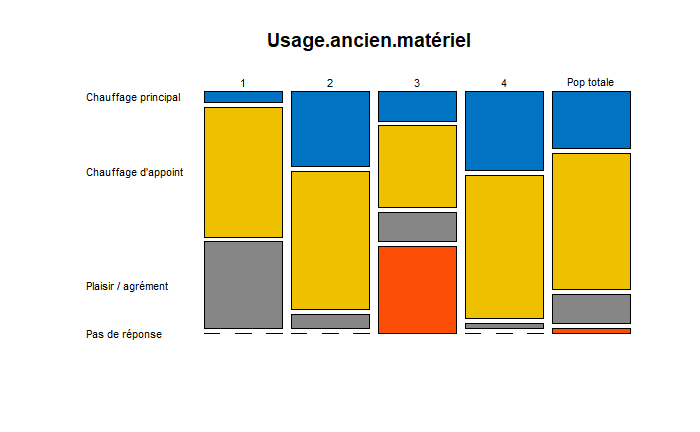 Usage.ancien.matériel
1 2 3 4 Pop totale
Chauffage principal
Chauffage d'appoint
Plaisir / agrément
Pas de réponse